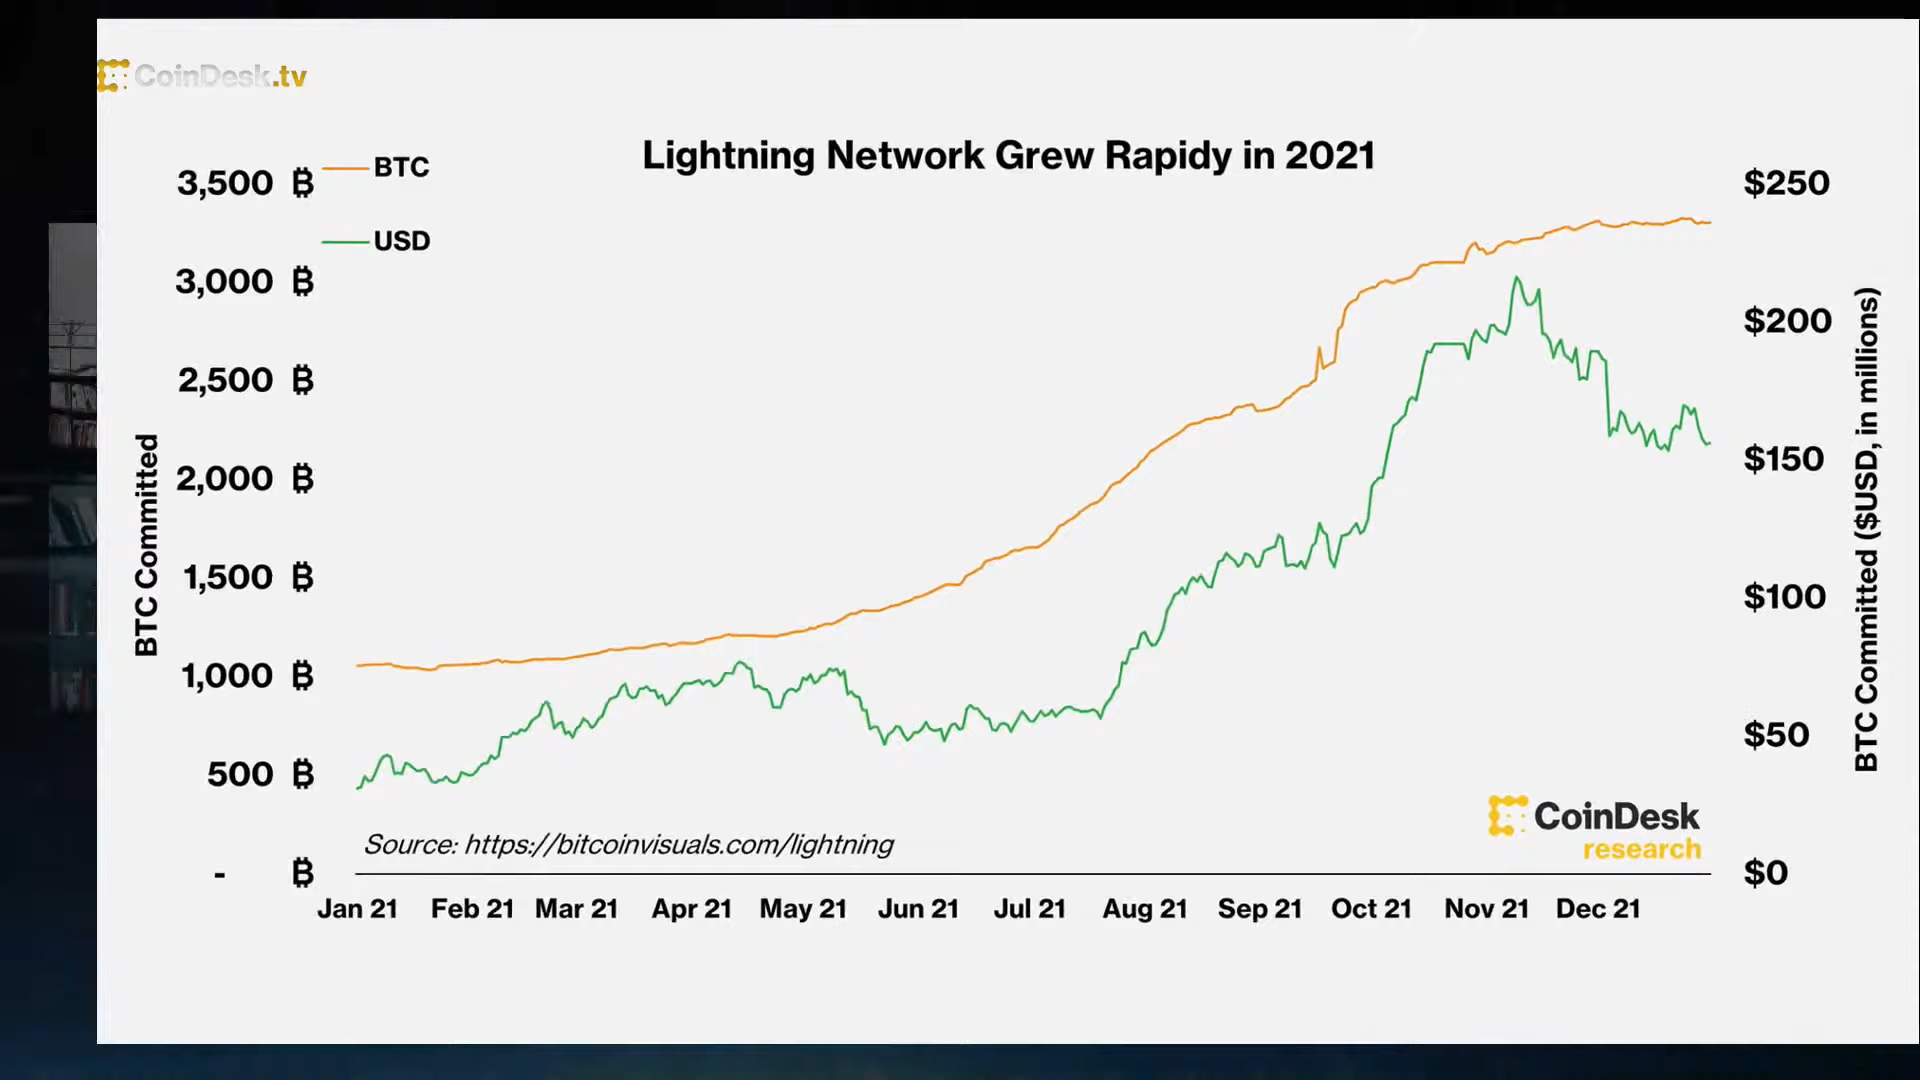 CoinDesk.tv
Lightning Network Grew Rapidy in 2021
BTC
USD
3,500 ₿
3,000 ₿
2,500 ₿
2,000 ₿
1,500 ₿
1,000 ₿
500 ₿
- ₿
BTC Committed
$250
$200
$150
$100
$50
$0
BTC Committed ($USD, in millions)
Source: https://bitcoinvisuals.com/lightning
CoinDesk
research
Jan 21 Feb 21 Mar 21 Apr 21 May 21 Jun 21 Jul 21 Aug 21 Sep 21 Oct 21 Nov 21 Dec 21